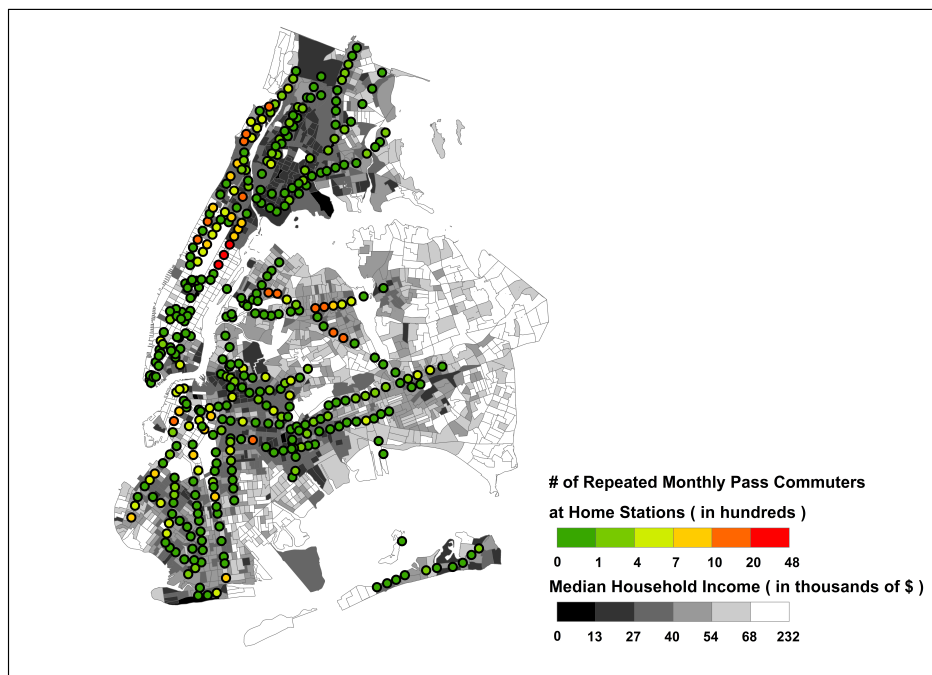 # of Repeated Monthly Pass Commuters
at Home Stations ( in hundreds )
0 1 4 7 10 20 48
Median Household Income ( in thousands of $ )
0 13 27 40 54 68 232